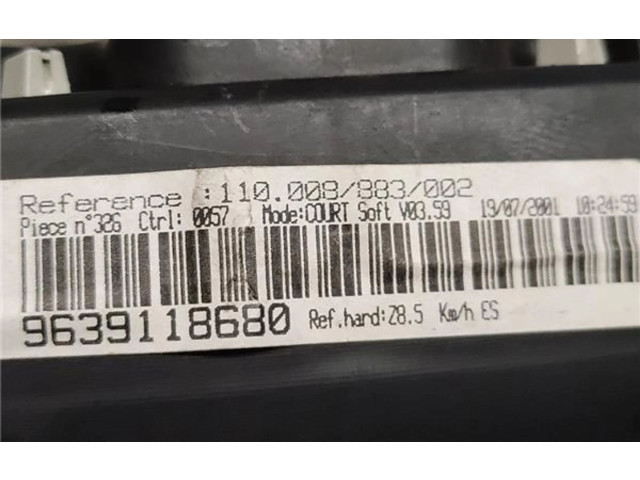 Reference :110.008/883/002
Piece n°326 Ctrl: 0057 Mode:COURT Soft V03.59 19/07/2001 10:24:59
9639118680 Ref.hard:28.5 Km/h ES